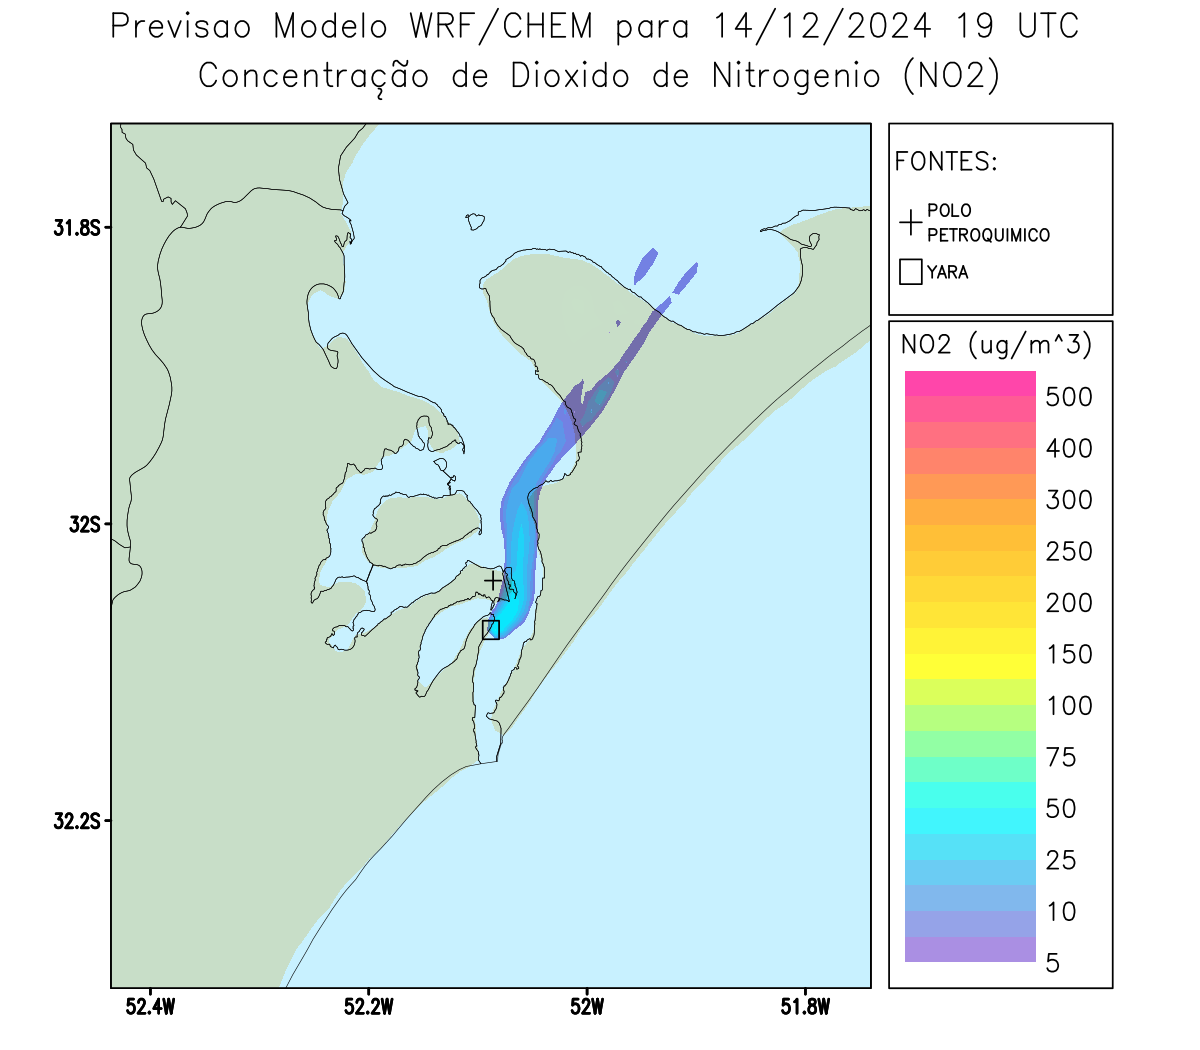 Previsao Modelo WRF/CHEM para 14/12/2024 19 UTC
Concentração de Dioxido de Nitrogenio (NO2)
FONTES:
POLO
PETROQUIMICO
YARA
NO2 (ug/m^3)
500
400
300
250
200
150
100
75
50
25
10
5
31.8S
32S
32.2S
52.4W
52.2W
52W
51.8W